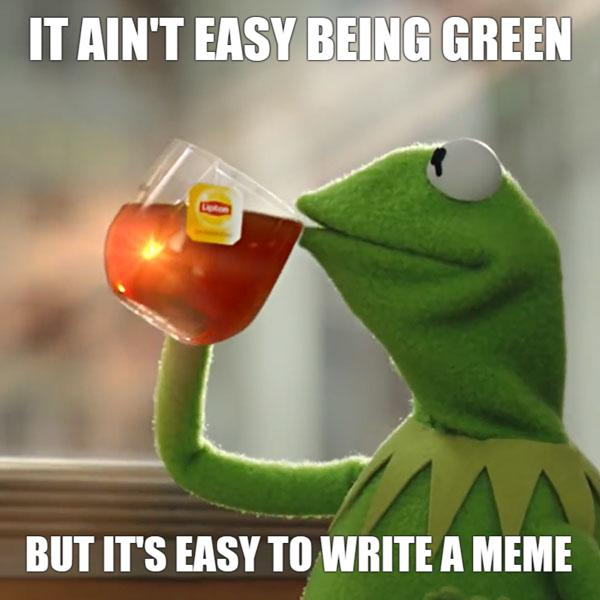 IT AIN'T EASY BEING GREEN
Lipton
BUT IT'S EASY TO WRITE A MEME